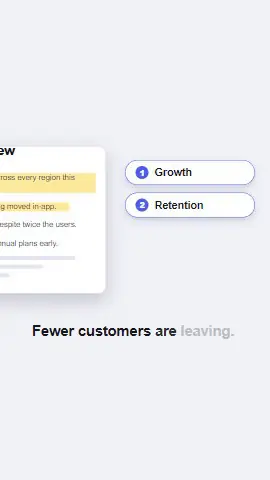 ew
ross every region this
g moved in-app.
espite twice the users.
nnual plans early.
1 Growth
2 Retention
Fewer customers are leaving.